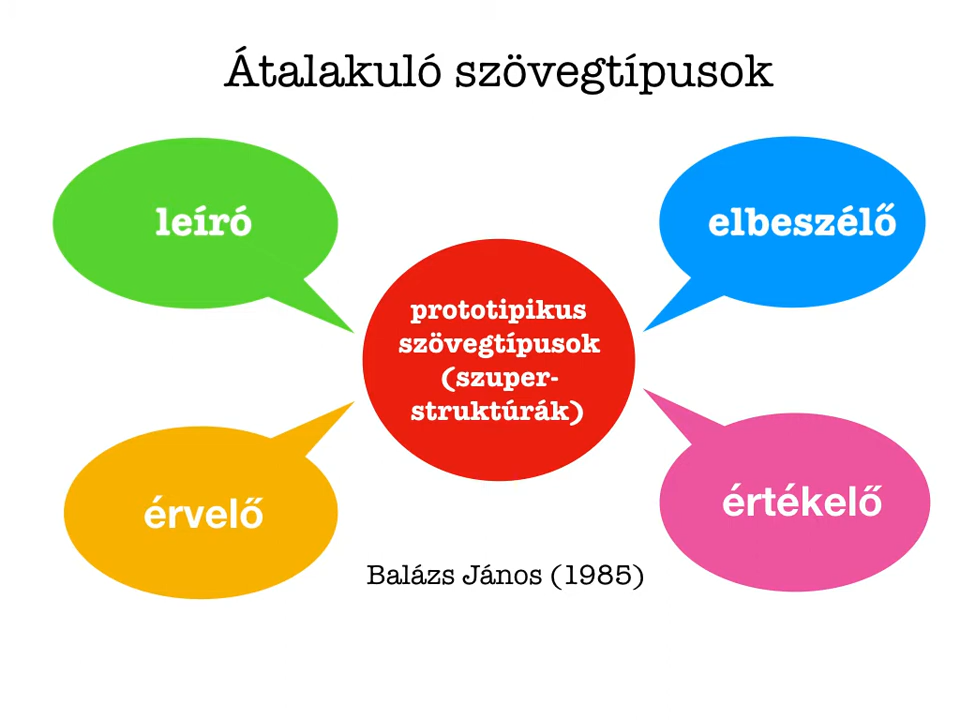 Átalakuló szövegtípusok
leíró
elbeszélő
prototipikus
szövegtípusok
(szuper-
struktúrák)
érvelő
értékelő
Balázs János (1985)